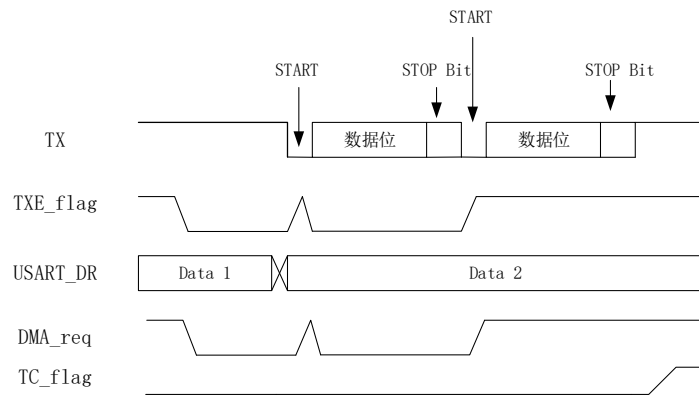 START
START
STOP Bit
STOP Bit
TX
数据位
数据位
TXE_flag
USART_DR
Data 1
Data 2
DMA_req
TC_flag